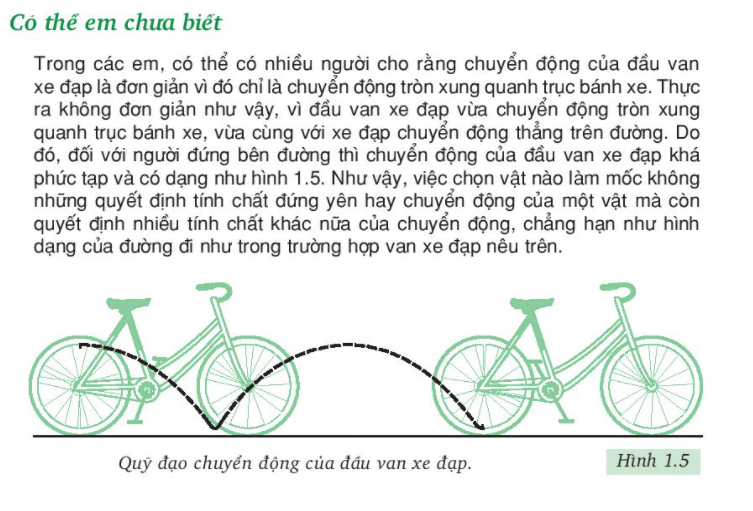 Có thể em chưa biết
Trong các em, có thể có nhiều người cho rằng chuyển động của đầu van
xe đạp là đơn giản vì đó chỉ là chuyển động tròn xung quanh trục bánh xe. Thực
ra không đơn giản như vậy, vì đầu van xe đạp vừa chuyển động tròn xung
quanh trục bánh xe, vừa cùng với xe đạp chuyển động thẳng trên đường. Do
đó, đối với người đứng bên đường thì chuyển động của đầu van xe đạp khá
phức tạp và có dạng như hình 1.5. Như vậy, việc chọn vật nào làm mốc không
những quyết định tính chất đứng yên hay chuyển động của một vật mà còn
quyết định nhiều tính chất khác nữa của chuyển động, chẳng hạn như hình
dạng của đường đi như trong trường hợp van xe đạp nêu trên.
Quỹ đạo chuyển động của đầu van xe đạp.
Hình 1.5